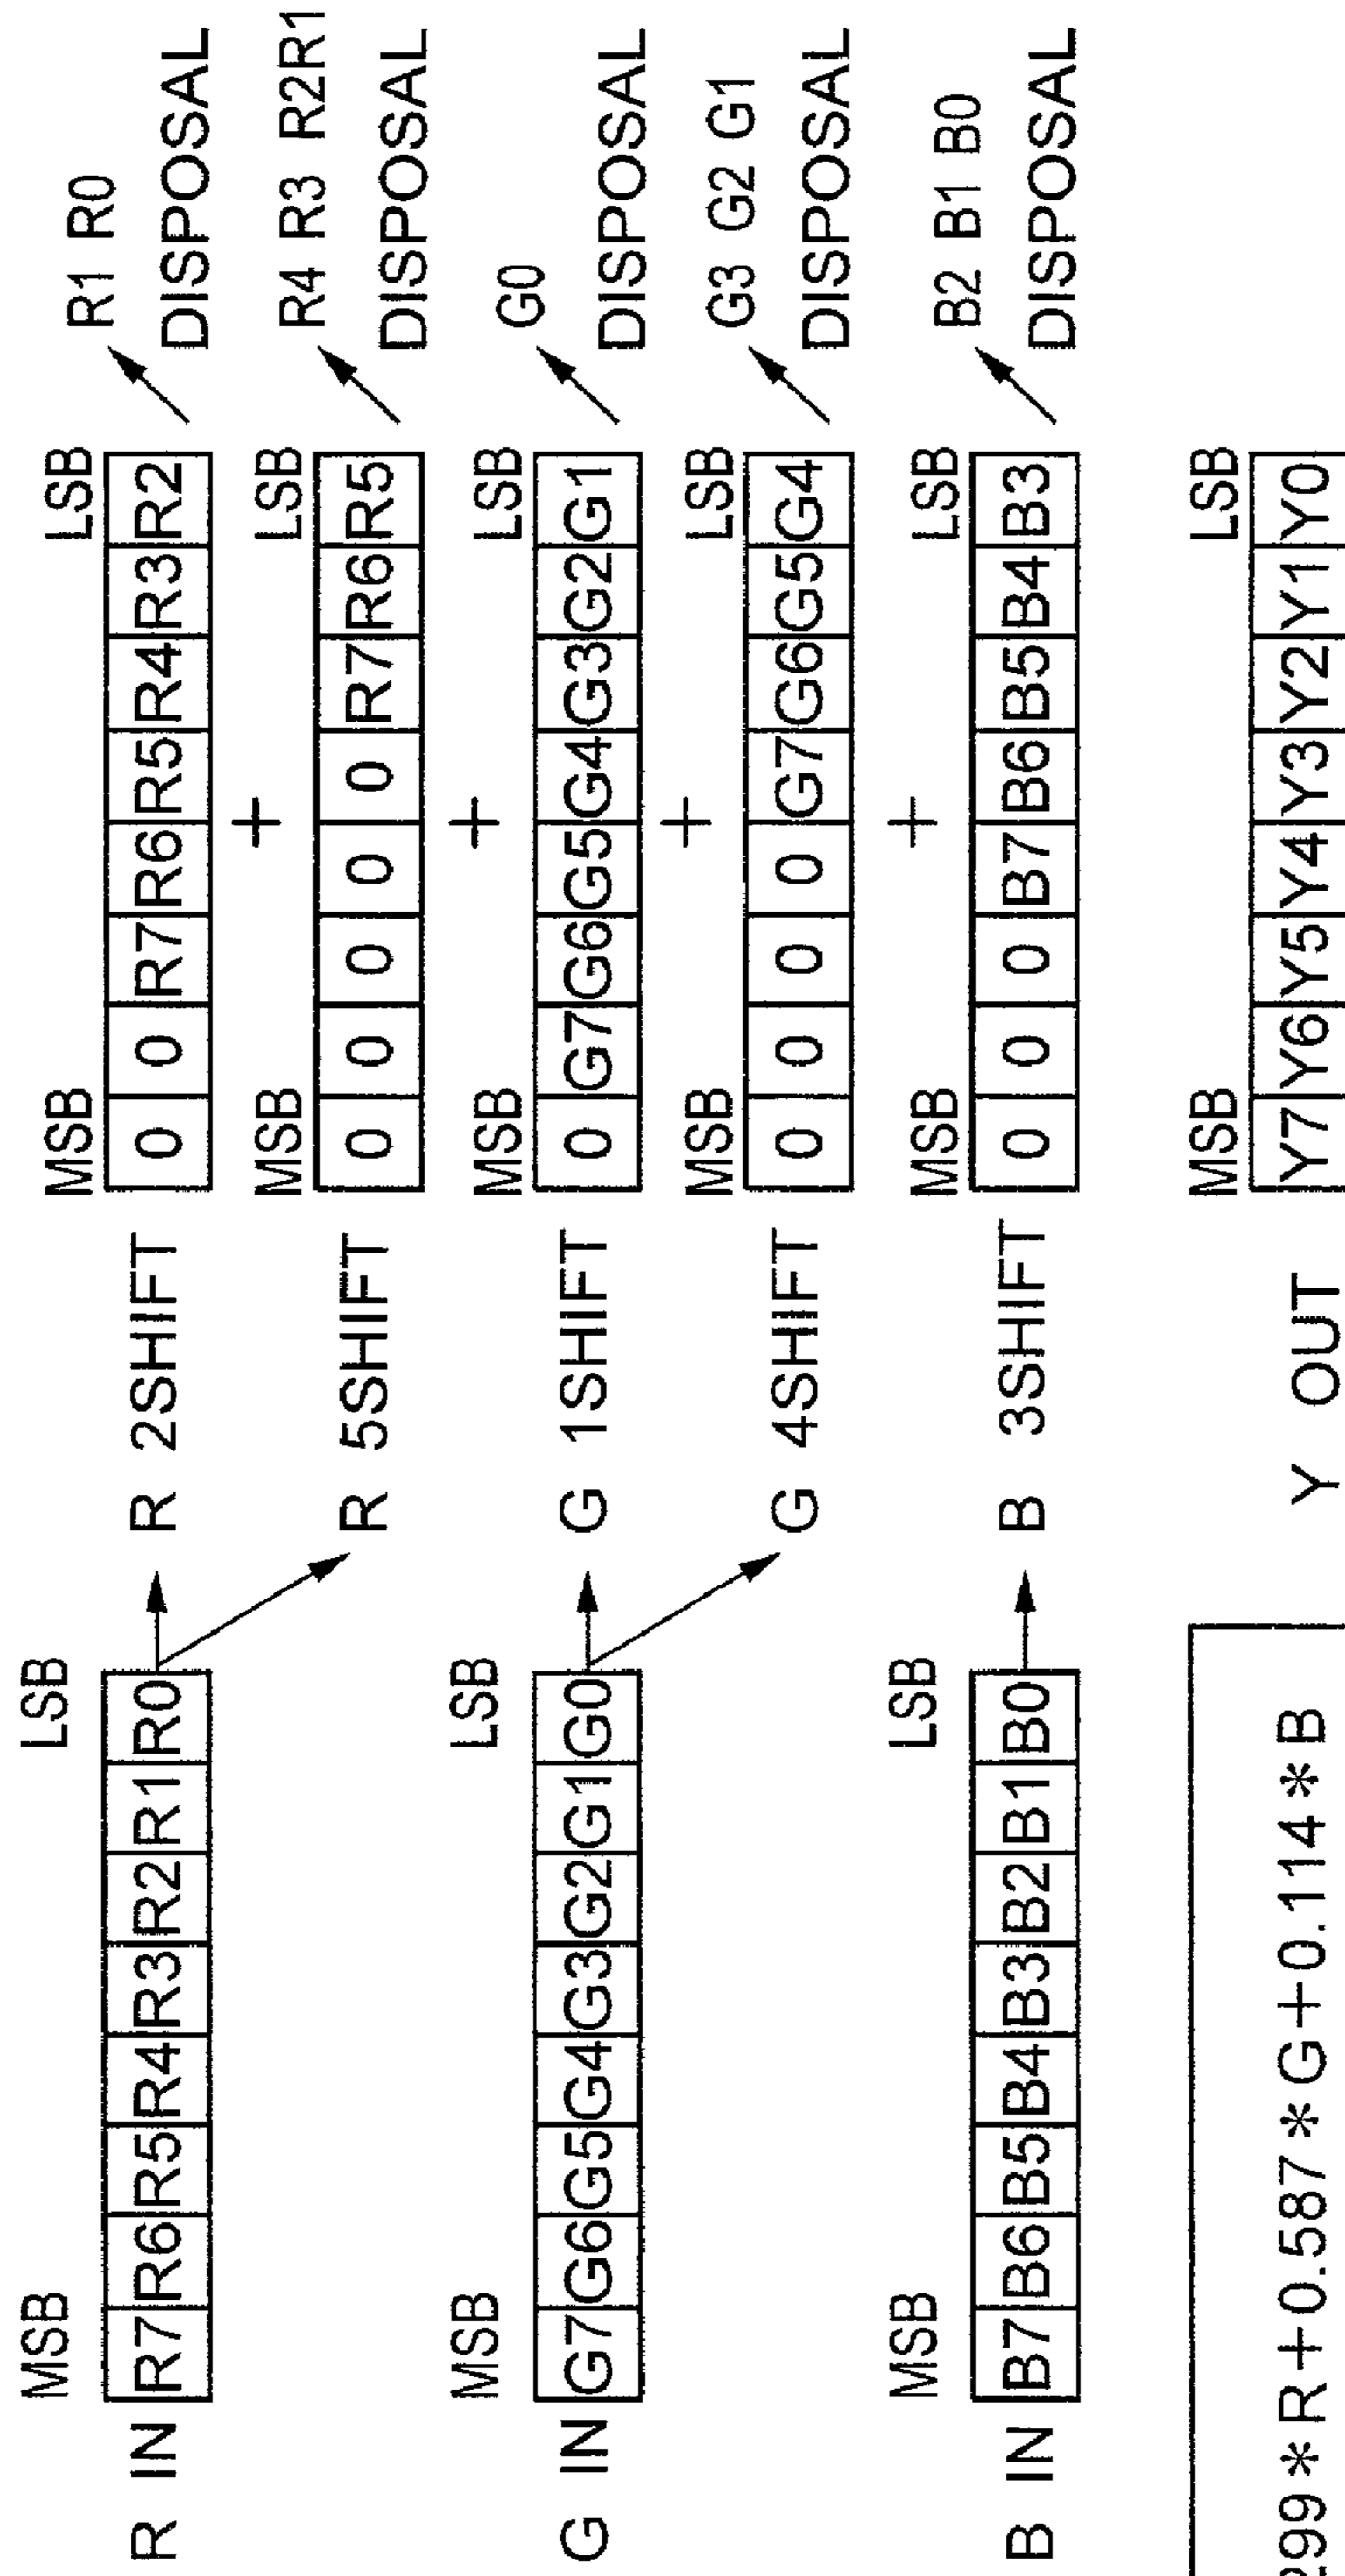 MSB LSB
R IN R7 R6 R5 R4 R3 R2 R1 R0
R 2SHIFT
MSB LSB
0 0 R7 R6 R5 R4 R3 R2
R1 R0
DISPOSAL
+
R 5SHIFT
MSB LSB
0 0 0 0 0 R7 R6 R5
R4 R3 R2R1
DISPOSAL
+
MSB LSB
G IN G7 G6 G5 G4 G3 G2 G1 G0
G 1SHIFT
MSB LSB
0 G7 G6 G5 G4 G3 G2 G1
G0
DISPOSAL
+
G 4SHIFT
MSB LSB
0 0 0 0 G7 G6 G5 G4
G3 G2 G1
DISPOSAL
+
MSB LSB
B IN B7 B6 B5 B4 B3 B2 B1 B0
B 3SHIFT
MSB LSB
0 0 0 B7 B6 B5 B4 B3
B2 B1 B0
DISPOSAL
299*R+0.587*G+0.114*B
Y OUT
MSB LSB
Y7 Y6 Y5 Y4 Y3 Y2 Y1 Y0